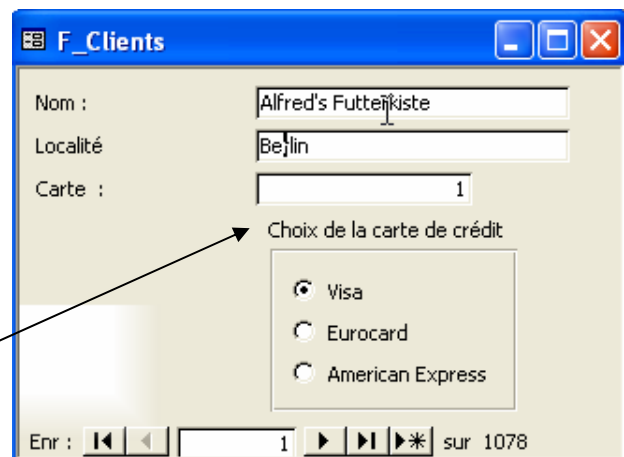 F_Clients
Nom : Alfred's Futterkiste
Localité Berlin
Carte : 1
Choix de la carte de crédit
Visa
Eurocard
American Express
Enr : 1 sur 1078